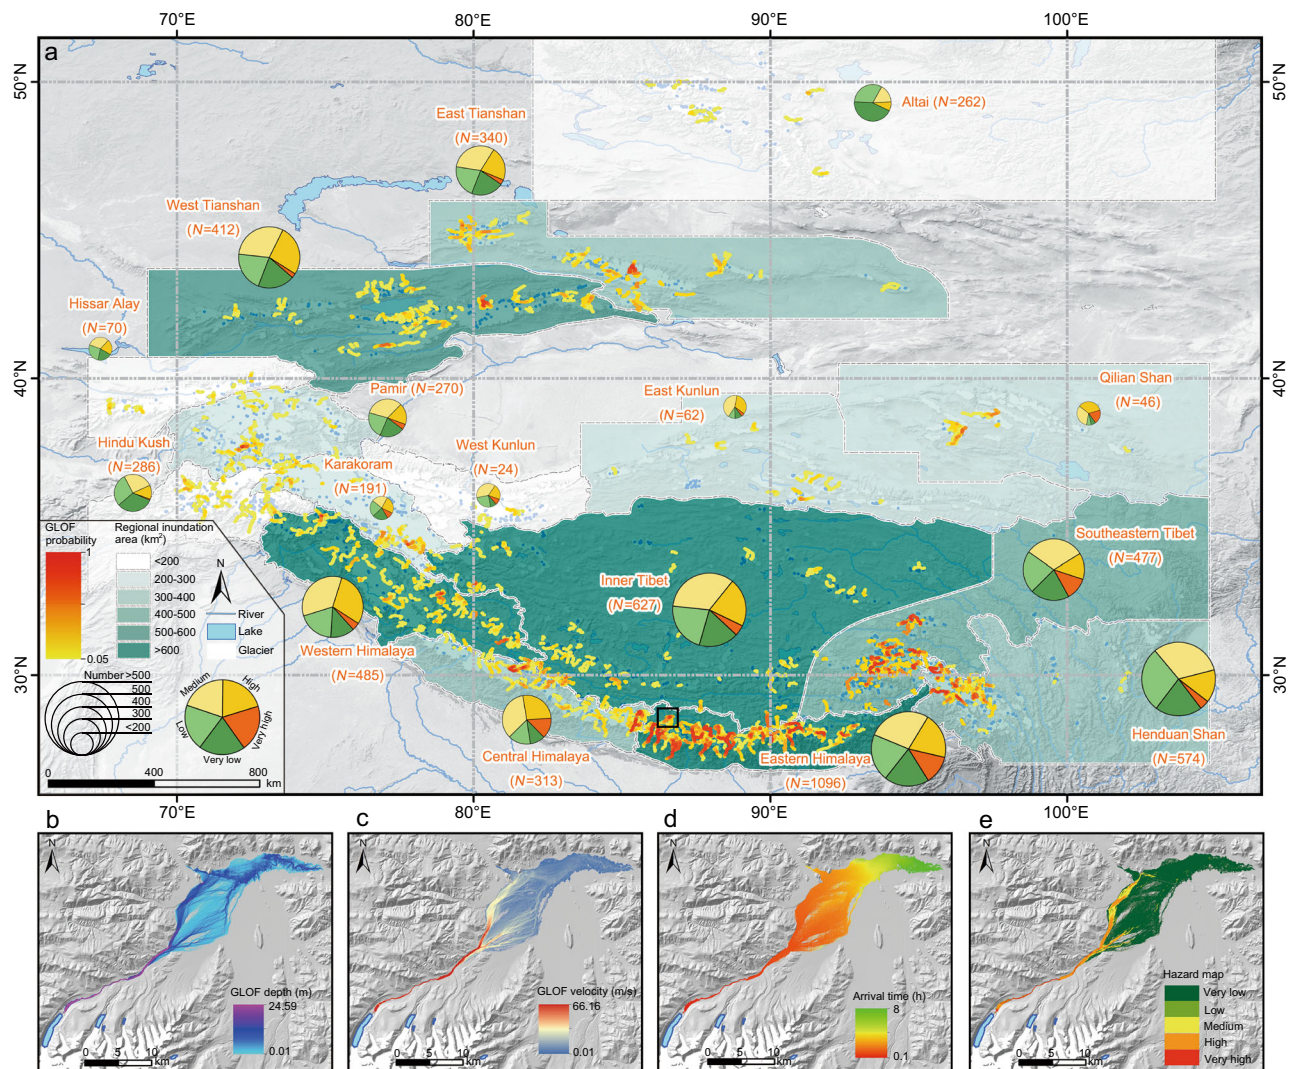 70°E
80°E
90°E
100°E
a
50°N
50°N
Altai (N=262)
East Tianshan
(N=340)
West Tianshan
(N=412)
Hissar Alay
(N=70)
40°N
40°N
Pamir (N=270)
East Kunlun
(N=62)
Qilian Shan
(N=46)
Hindu Kush
(N=286)
West Kunlun
(N=24)
Karakoram
(N=191)
Southeastern Tibet
(N=477)
Inner Tibet
(N=627)
Western Himalaya
(N=485)
30°N
30°N
Central Himalaya
(N=313)
Eastern Himalaya
(N=1096)
Henduan Shan
(N=574)
GLOF
probability
1
0.05
Regional inundation
area (km²)
<200
200-300
300-400
400-500
500-600
>600
N
River
Lake
Glacier
Number>500
500
400
300
<200
Medium
High
Low
Very high
Very low
0
400
800
km
70°E
80°E
90°E
100°E
b
N
GLOF depth (m)
24.59
0.01
0
5
10
km
c
N
GLOF velocity (m/s)
66.16
0.01
0
5
10
km
d
N
Arrival time (h)
8
0.1
0
5
10
km
e
N
Hazard map
Very low
Low
Medium
High
Very high
0
5
10
km